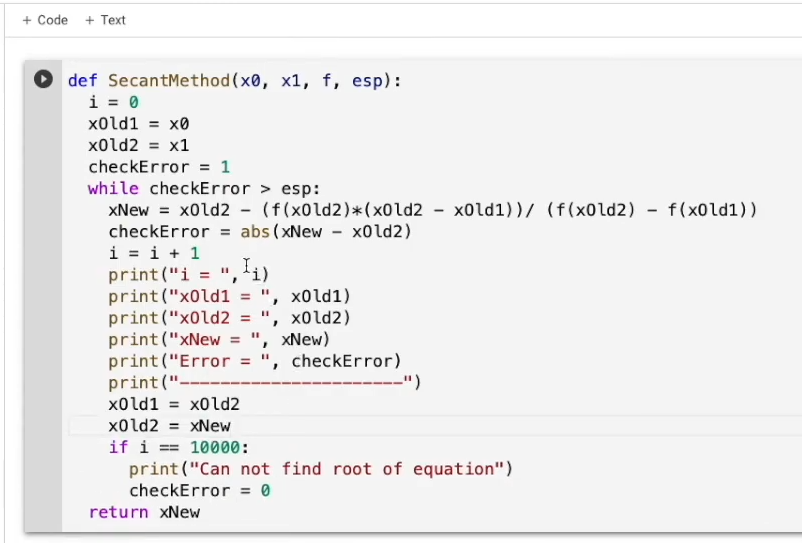 + Code + Text
def SecantMethod(x0, x1, f, esp):
  i = 0
  xOld1 = x0
  xOld2 = x1
  checkError = 1
  while checkError > esp:
    xNew = xOld2 - (f(xOld2)*(xOld2 - xOld1))/ (f(xOld2) - f(xOld1))
    checkError = abs(xNew - xOld2)
    i = i + 1
    print("i = ", i)
    print("xOld1 = ", xOld1)
    print("xOld2 = ", xOld2)
    print("xNew = ", xNew)
    print("Error = ", checkError)
    print("----------------------")
    xOld1 = xOld2
    xOld2 = xNew
    if i == 10000:
      print("Can not find root of equation")
      checkError = 0
  return xNew